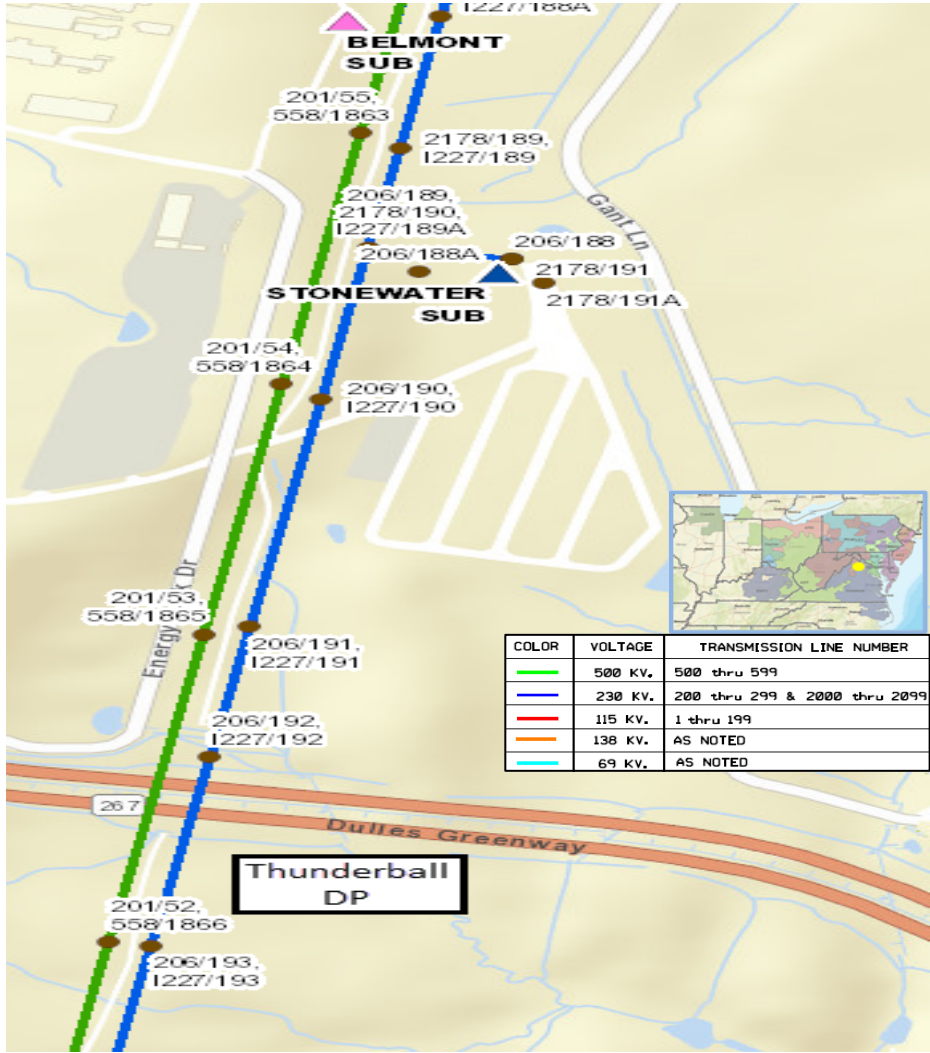 I227/188A
BELMONT
SUB
201/55,
558/1863
2178/189,
I227/189
206/189,
2178/190,
I227/189A
Gant Ln
206/188
206/188A
2178/191
STONEWATER
SUB
2178/191A
201/54,
558/1864
206/190,
I227/190
201/53,
558/1865
Energy
k Dr
206/191,
I227/191
COLOR VOLTAGE TRANSMISSION LINE NUMBER
500 KV. 500 thru 599
230 KV. 200 thru 299 & 2000 thru 2099
115 KV. 1 thru 199
138 KV. AS NOTED
69 KV. AS NOTED
206/192,
I227/192
267
Dulles Greenway
Thunderball
DP
201/52,
558/1866
206/193,
I227/193